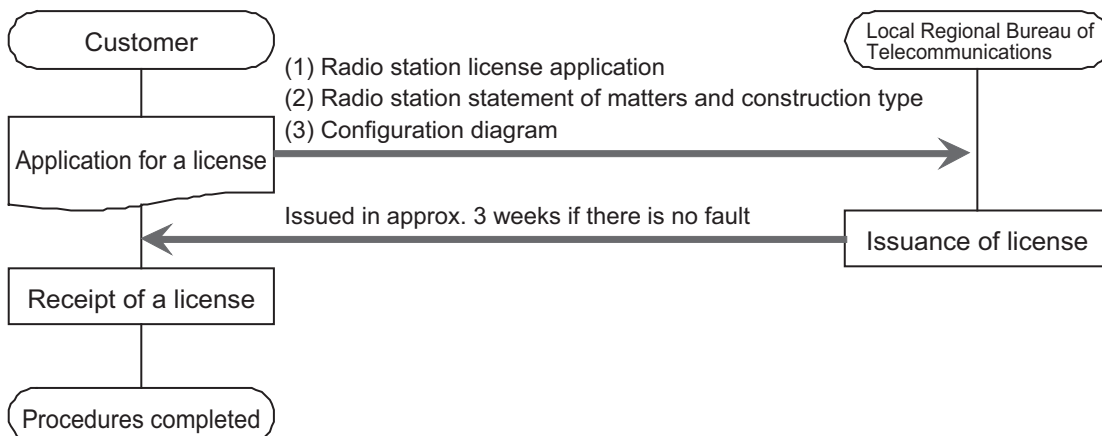 Customer
Local Regional Bureau of
Telecommunications
(1) Radio station license application
(2) Radio station statement of matters and construction type
(3) Configuration diagram
Application for a license
Issued in approx. 3 weeks if there is no fault
Issuance of license
Receipt of a license
Procedures completed